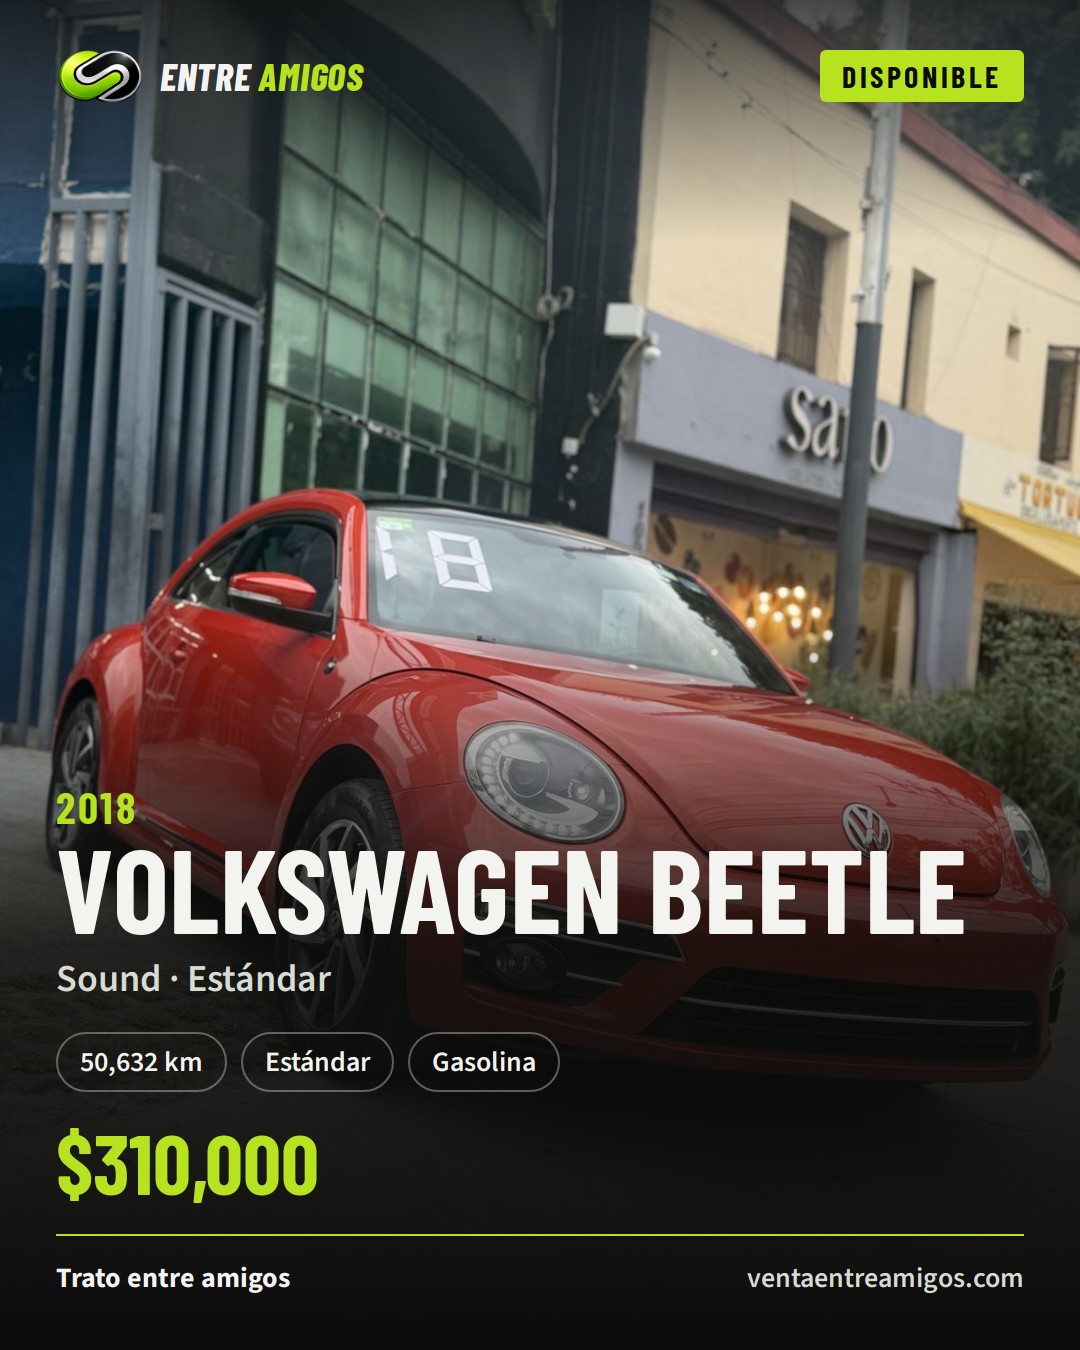 ENTRE AMIGOS
DISPONIBLE
18
2018
VOLKSWAGEN BEETLE
Sound · Estándar
50,632 km
Estándar
Gasolina
$310,000
Trato entre amigos
ventaentreamigos.com